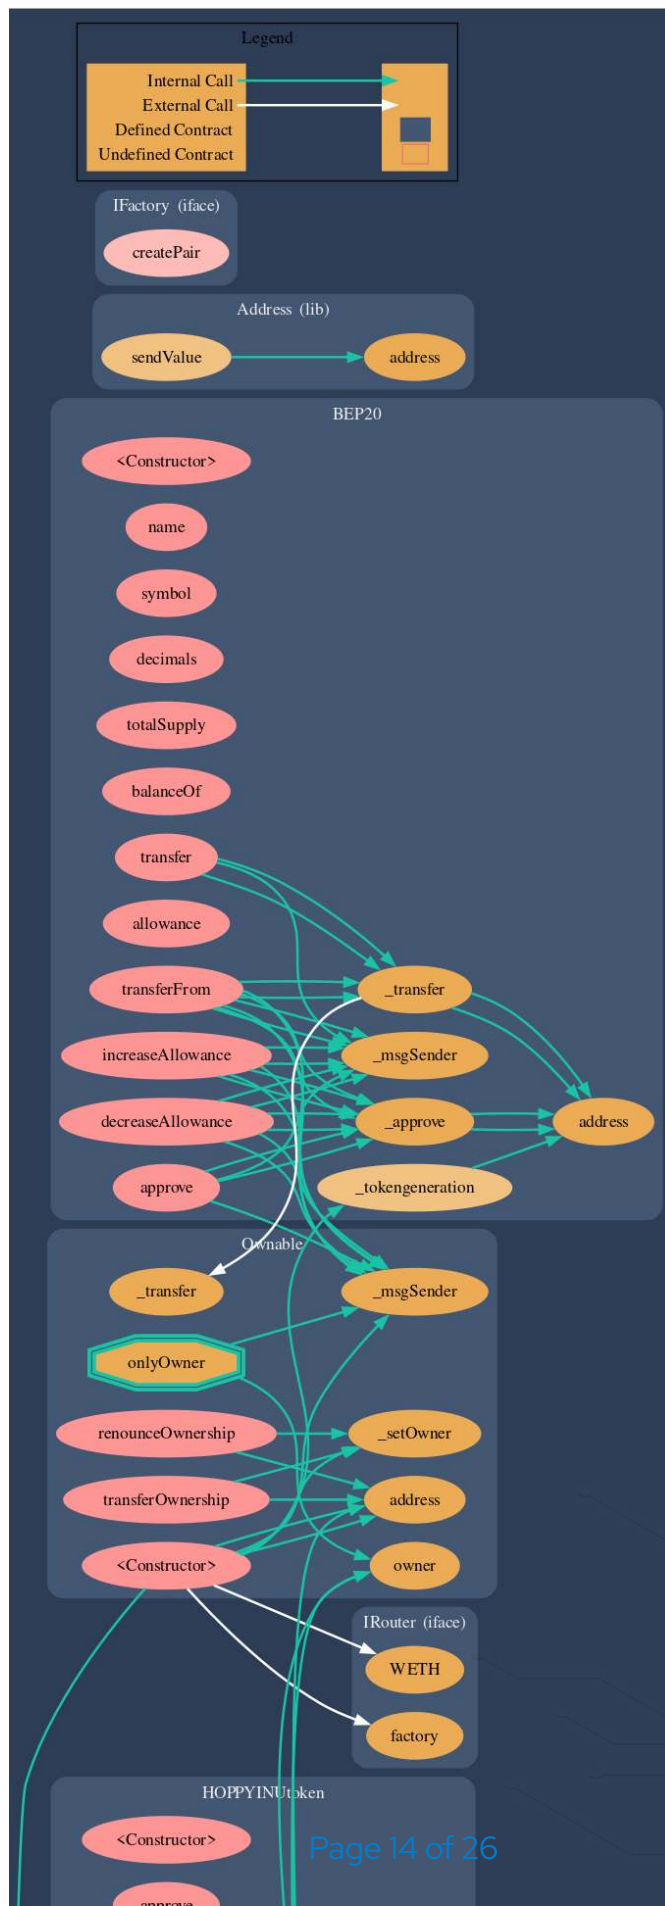 Legend
Internal Call
External Call
Defined Contract
Undefined Contract
IFactory (iface)
createPair
Address (lib)
sendValue
address
BEP20
<Constructor>
name
symbol
decimals
totalSupply
balanceOf
transfer
allowance
transferFrom
_transfer
increaseAllowance
_msgSender
decreaseAllowance
_approve
address
approve
_tokengeneration
Ownable
_transfer
_msgSender
onlyOwner
renounceOwnership
_setOwner
transferOwnership
address
<Constructor>
owner
IRouter (iface)
WETH
factory
HOPPYINUtoken
<Constructor>
Page 14 of 26
approve